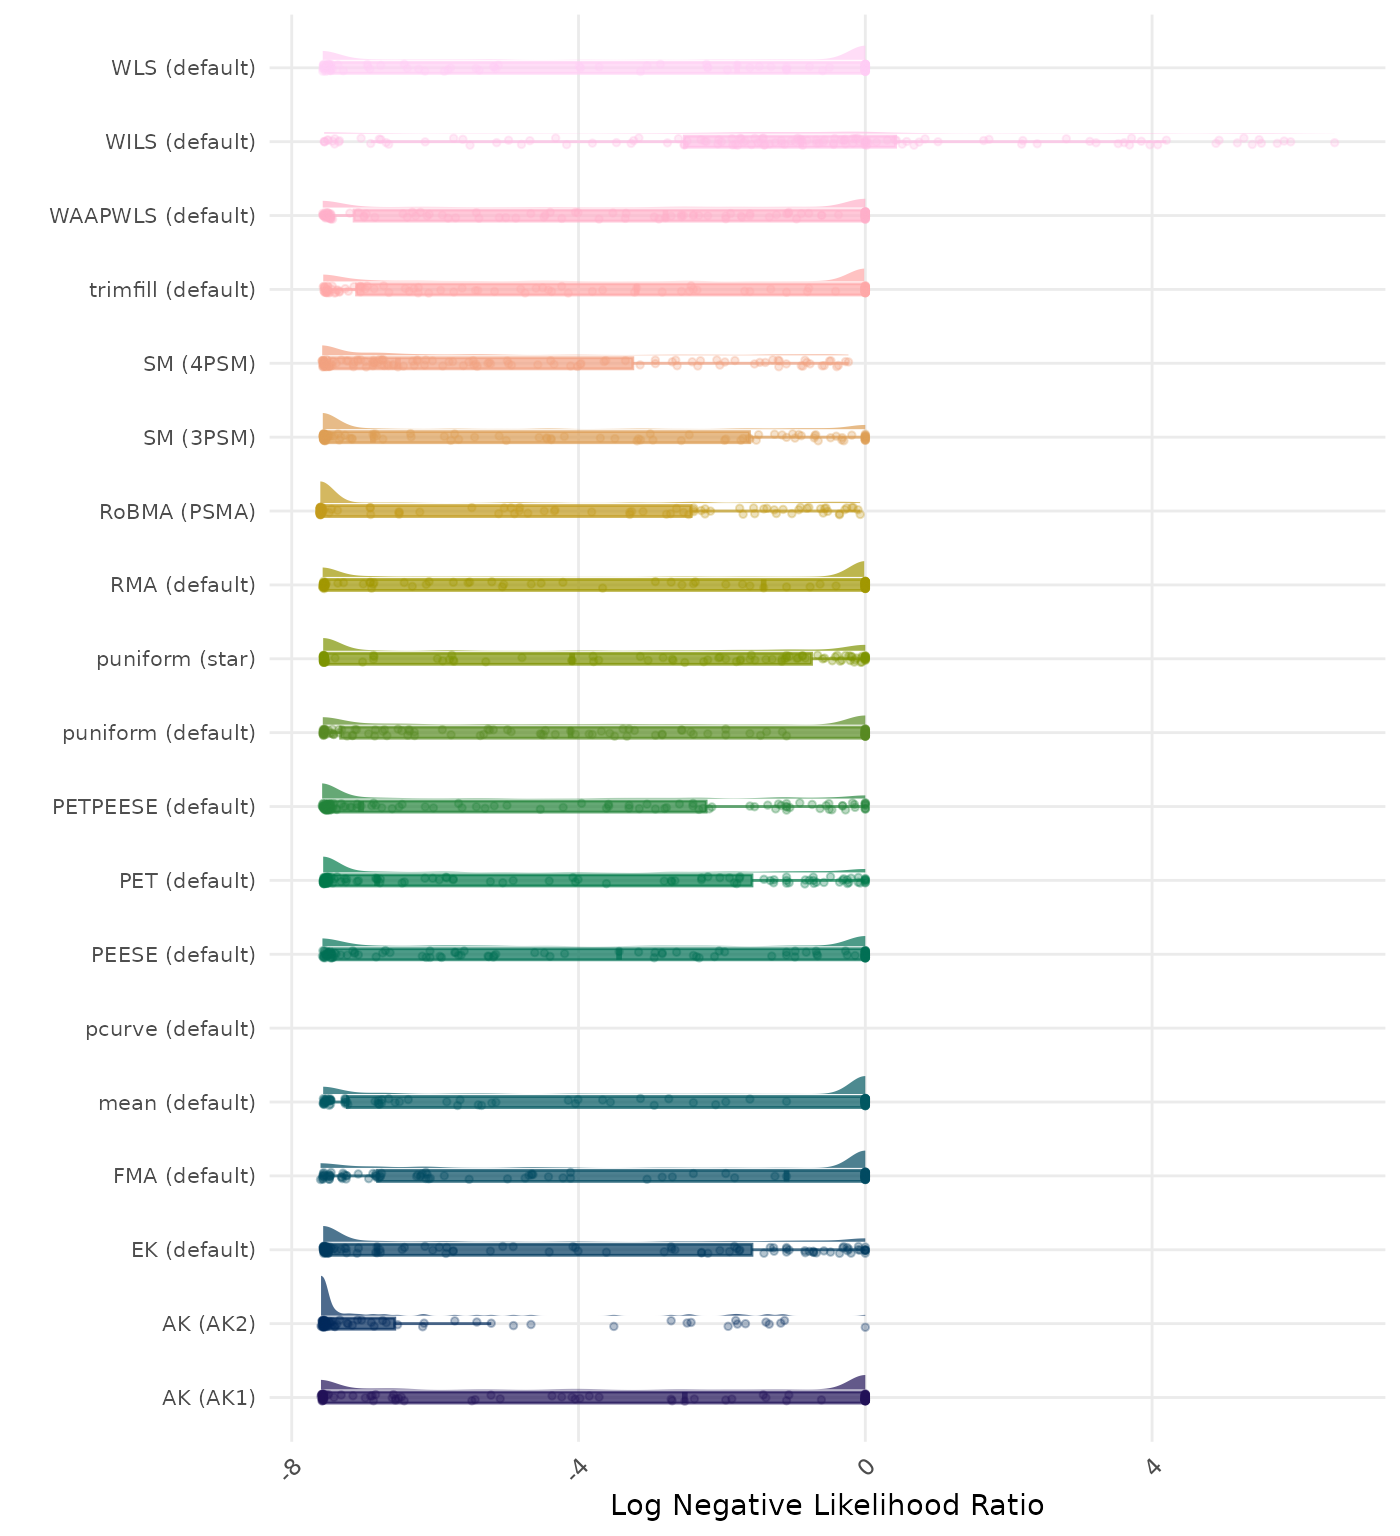 WLS (default)
WILS (default)
WAAPWLS (default)
trimfill (default)
SM (4PSM)
SM (3PSM)
RoBMA (PSMA)
RMA (default)
puniform (star)
puniform (default)
PETPEESE (default)
PET (default)
PEESE (default)
pcurve (default)
mean (default)
FMA (default)
EK (default)
AK (AK2)
AK (AK1)
-8 -4 0 4
Log Negative Likelihood Ratio